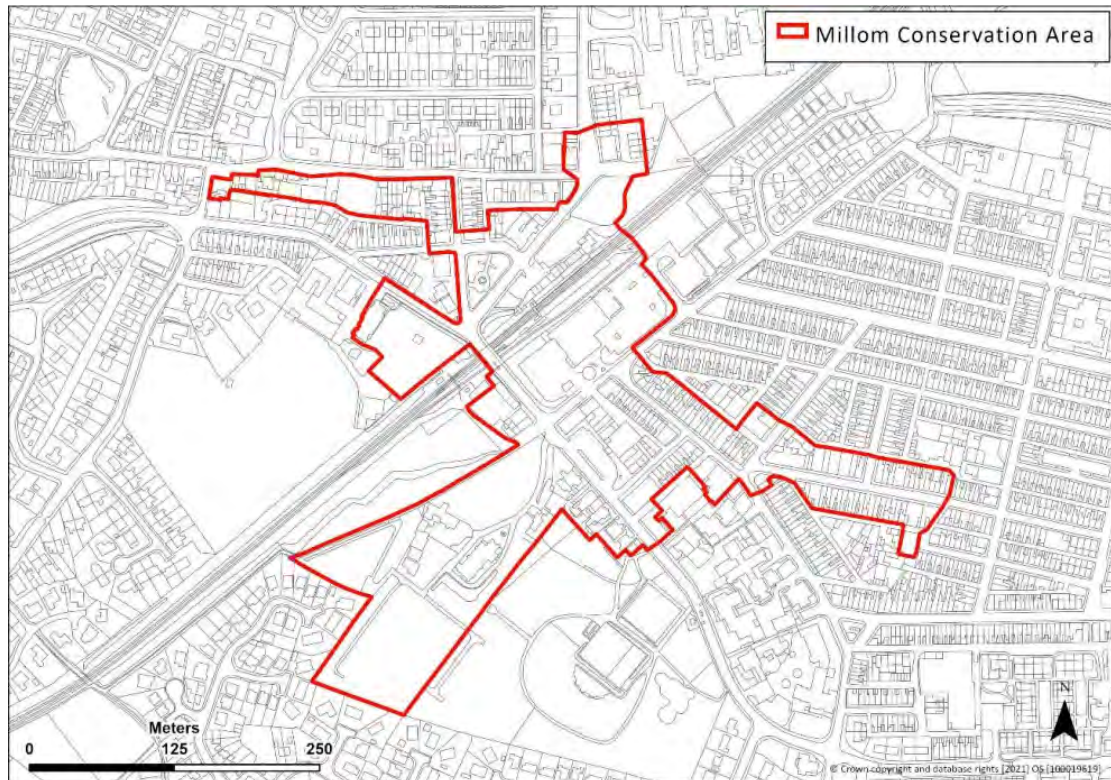 Millom Conservation Area
Meters
0 125 250
N
© Crown copyright and database rights [2021] OS [100019619]